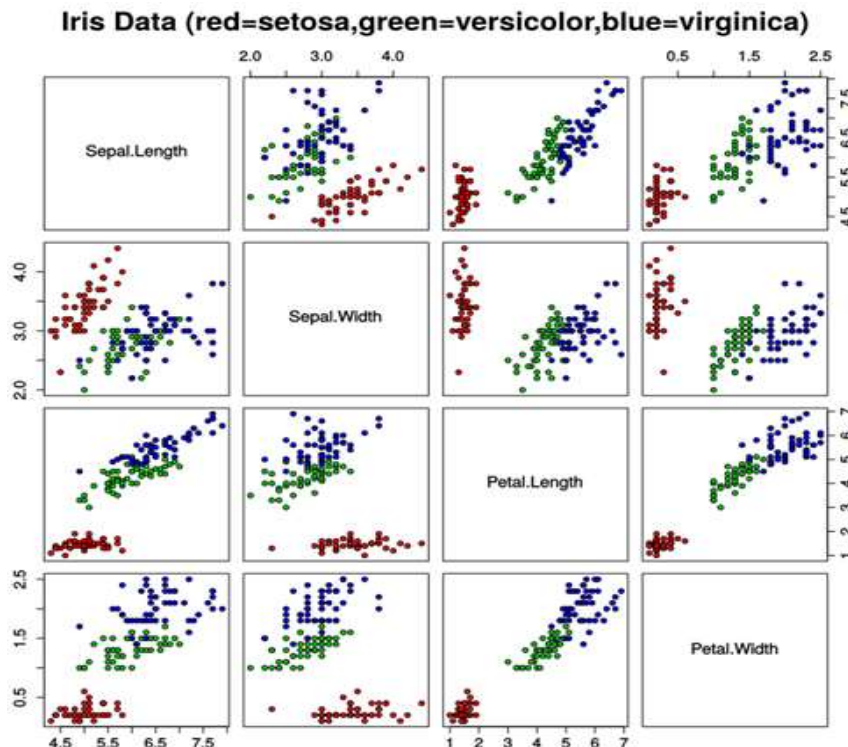 Iris Data (red=setosa,green=versicolor,blue=virginica)
2.0 3.0 4.0 0.5 1.5 2.5
Sepal.Length
4.5 5.5 6.5 7.5
2.0 3.0 4.0
Sepal.Width
Petal.Length
1 2 3 4 5 6 7
0.5 1.5 2.5
Petal.Width
4.5 5.5 6.5 7.5 1 2 3 4 5 6 7